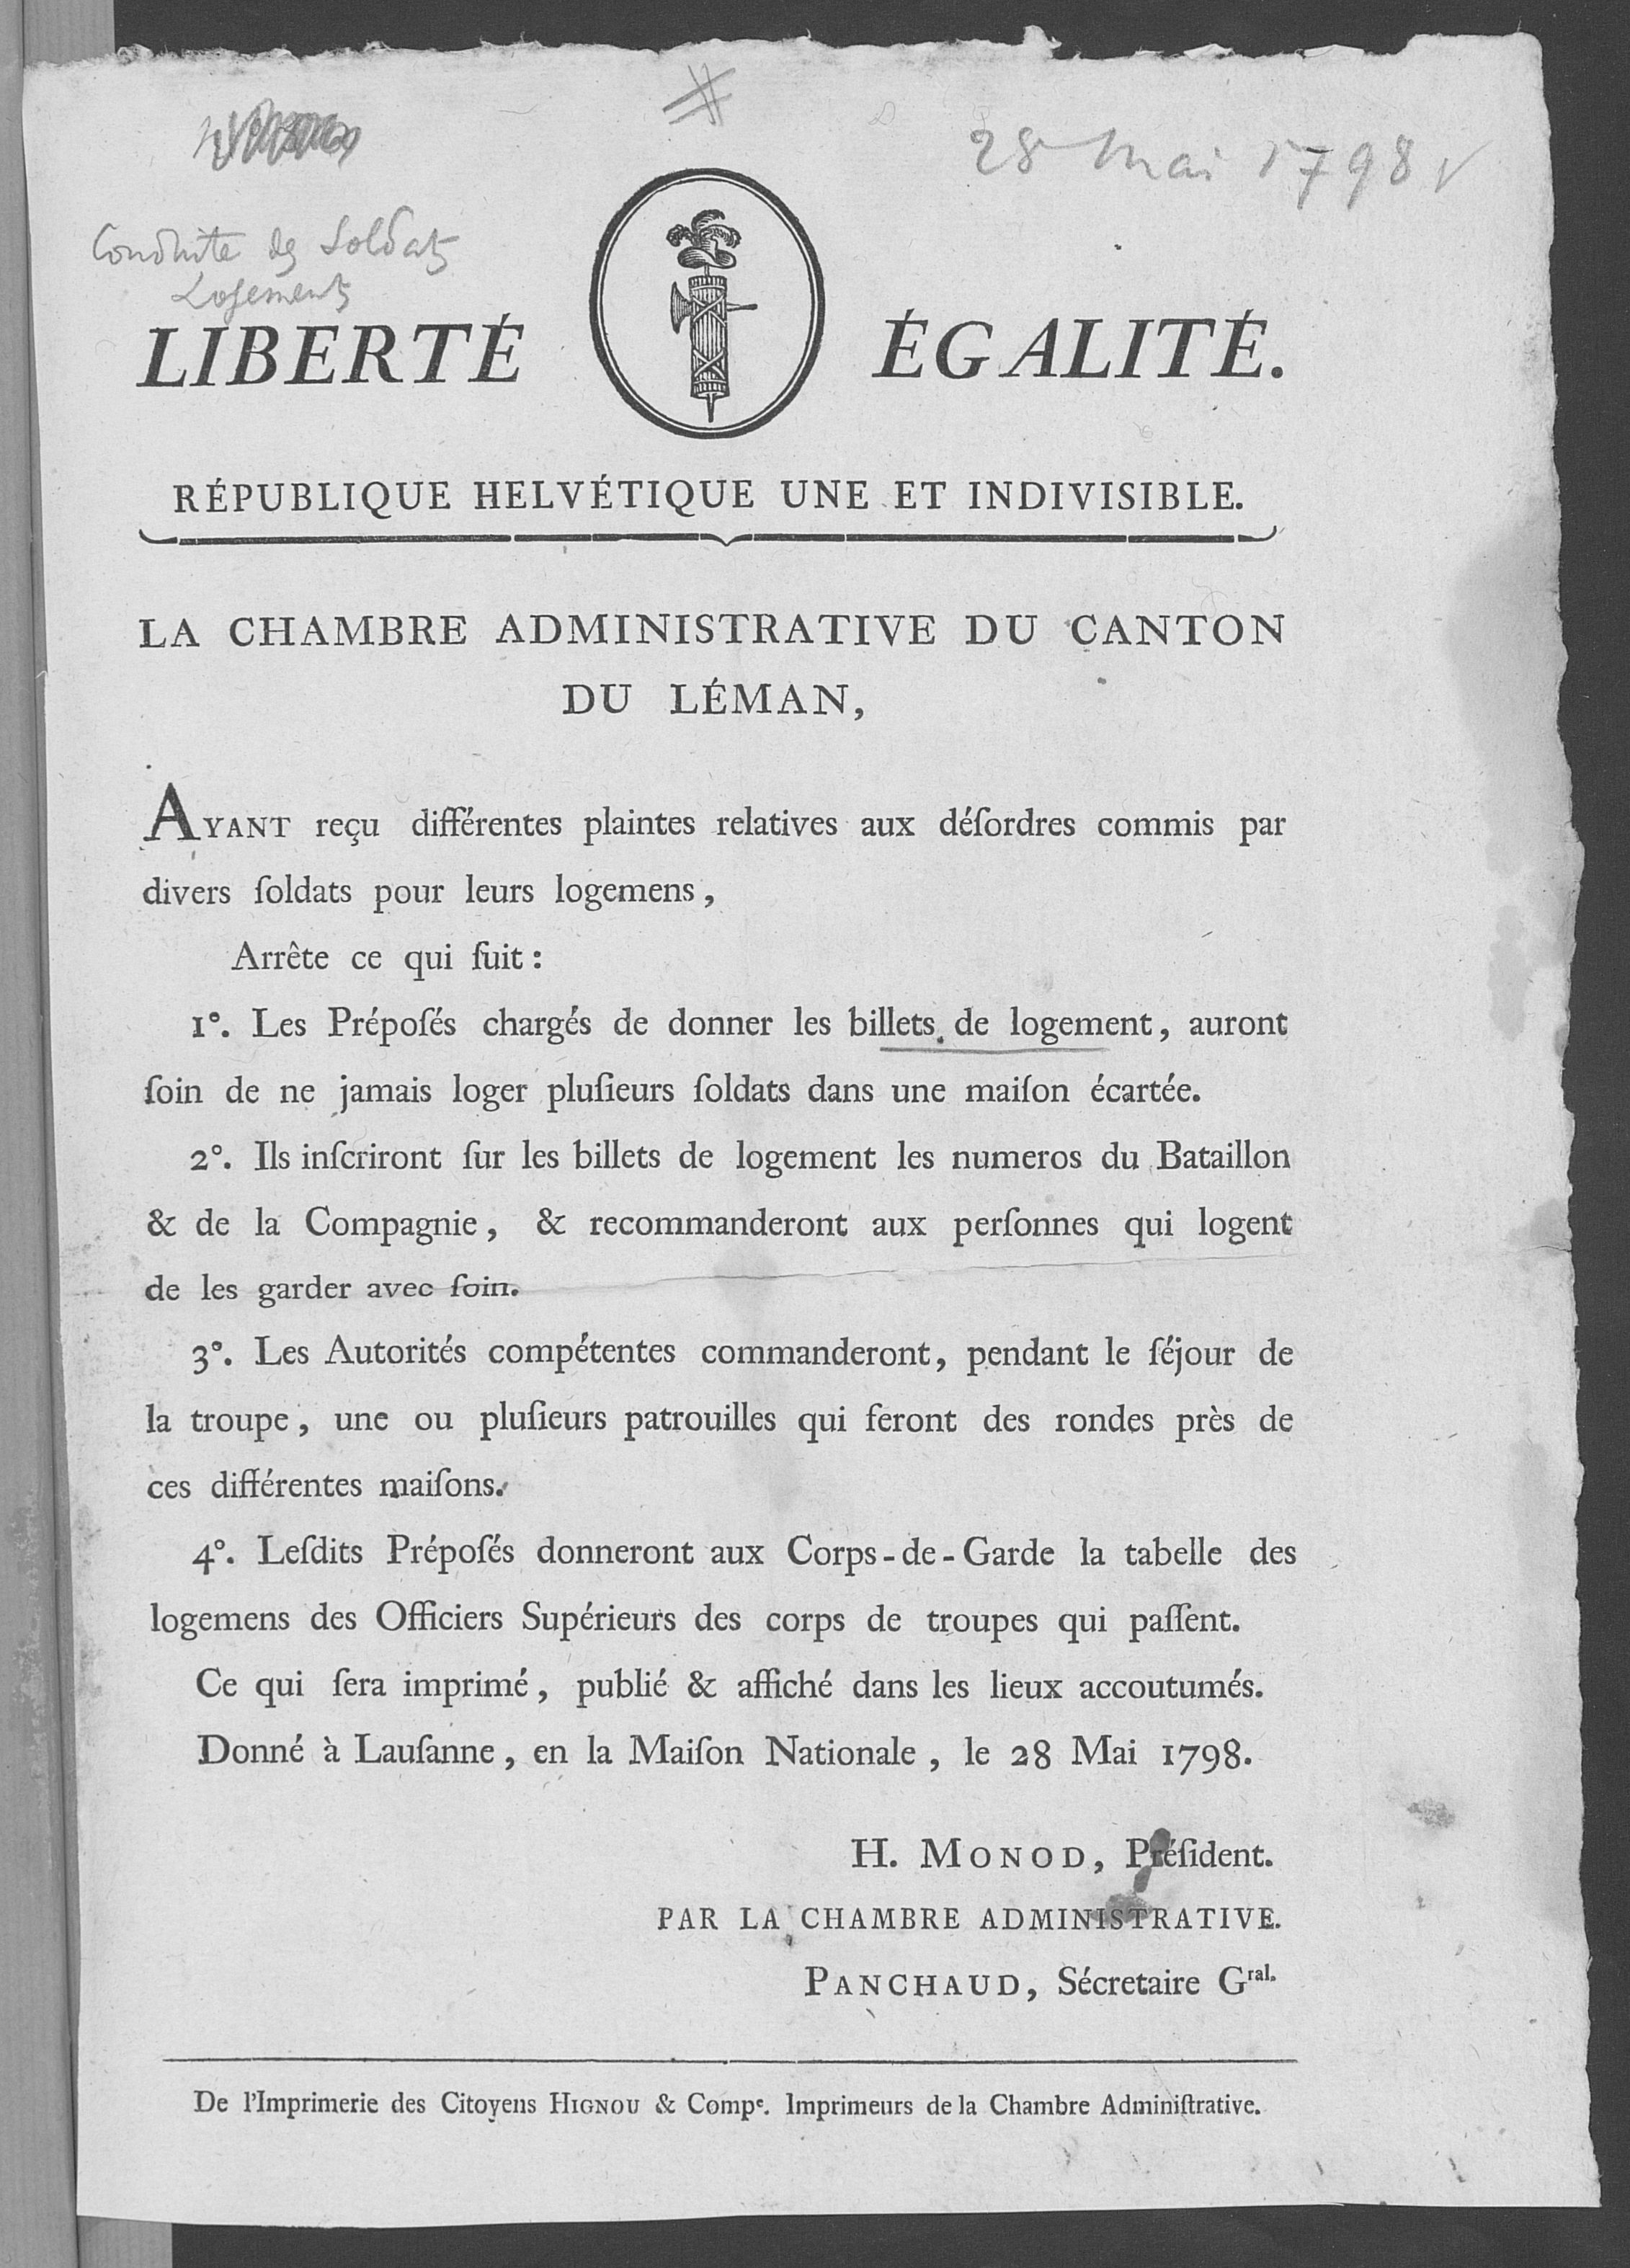 28 Mai 1798
Conduite des Soldats
Logements
LIBERTÉ ÉGALITÉ.
RÉPUBLIQUE HELVÉTIQUE UNE ET INDIVISIBLE.
LA CHAMBRE ADMINISTRATIVE DU CANTON
DU LÉMAN,
AYANT reçu différentes plaintes relatives aux déſordres commis par
divers ſoldats pour leurs logemens,
Arrête ce qui ſuit :
1°. Les Prépoſés chargés de donner les billets de logement, auront
ſoin de ne jamais loger pluſieurs ſoldats dans une maiſon écartée.
2°. Ils inſcriront ſur les billets de logement les numeros du Bataillon
& de la Compagnie, & recommanderont aux perſonnes qui logent
de les garder avec ſoin.
3°. Les Autorités compétentes commanderont, pendant le ſéjour de
la troupe, une ou pluſieurs patrouilles qui feront des rondes près de
ces différentes maiſons.
4°. Leſdits Prépoſés donneront aux Corps-de-Garde la tabelle des
logemens des Officiers Supérieurs des corps de troupes qui paſſent.
Ce qui ſera imprimé, publié & affiché dans les lieux accoutumés.
Donné à Lauſanne, en la Maiſon Nationale, le 28 Mai 1798.
H. MONOD, Préſident.
PAR LA CHAMBRE ADMINISTRATIVE.
PANCHAUD, Sécretaire Gral.
De l'Imprimerie des Citoyens HIGNOU & Compe. Imprimeurs de la Chambre Adminiſtrative.